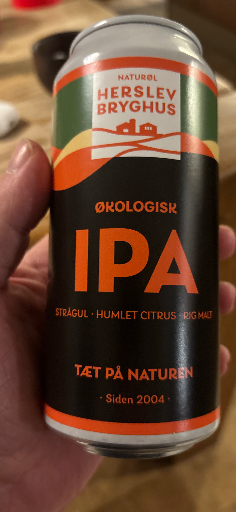 NATURØL
HERSLEV
BRYGHUS
ØKOLOGISK
IPA
STRÅGUL · HUMLET CITRUS · RIG MALT
TÆT PÅ NATUREN
· Siden 2004 ·